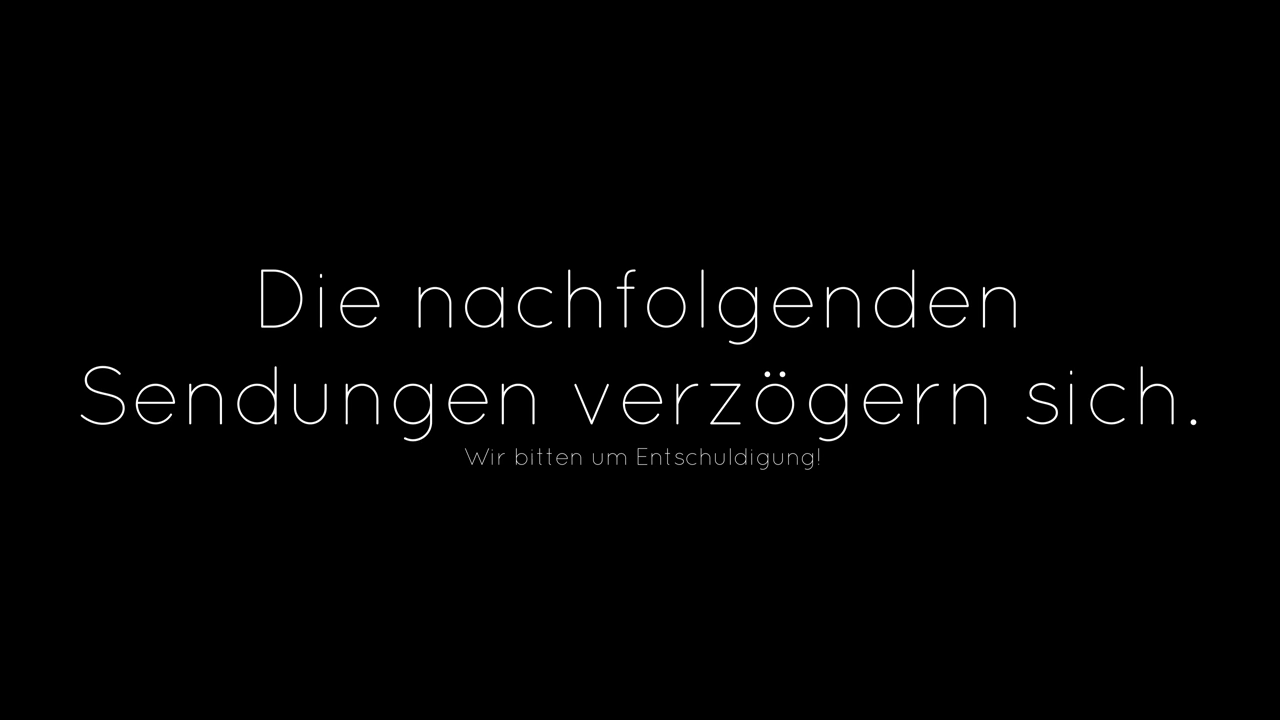 Die nachfolgenden
Sendungen verzögern sich.
Wir bitten um Entschuldigung!